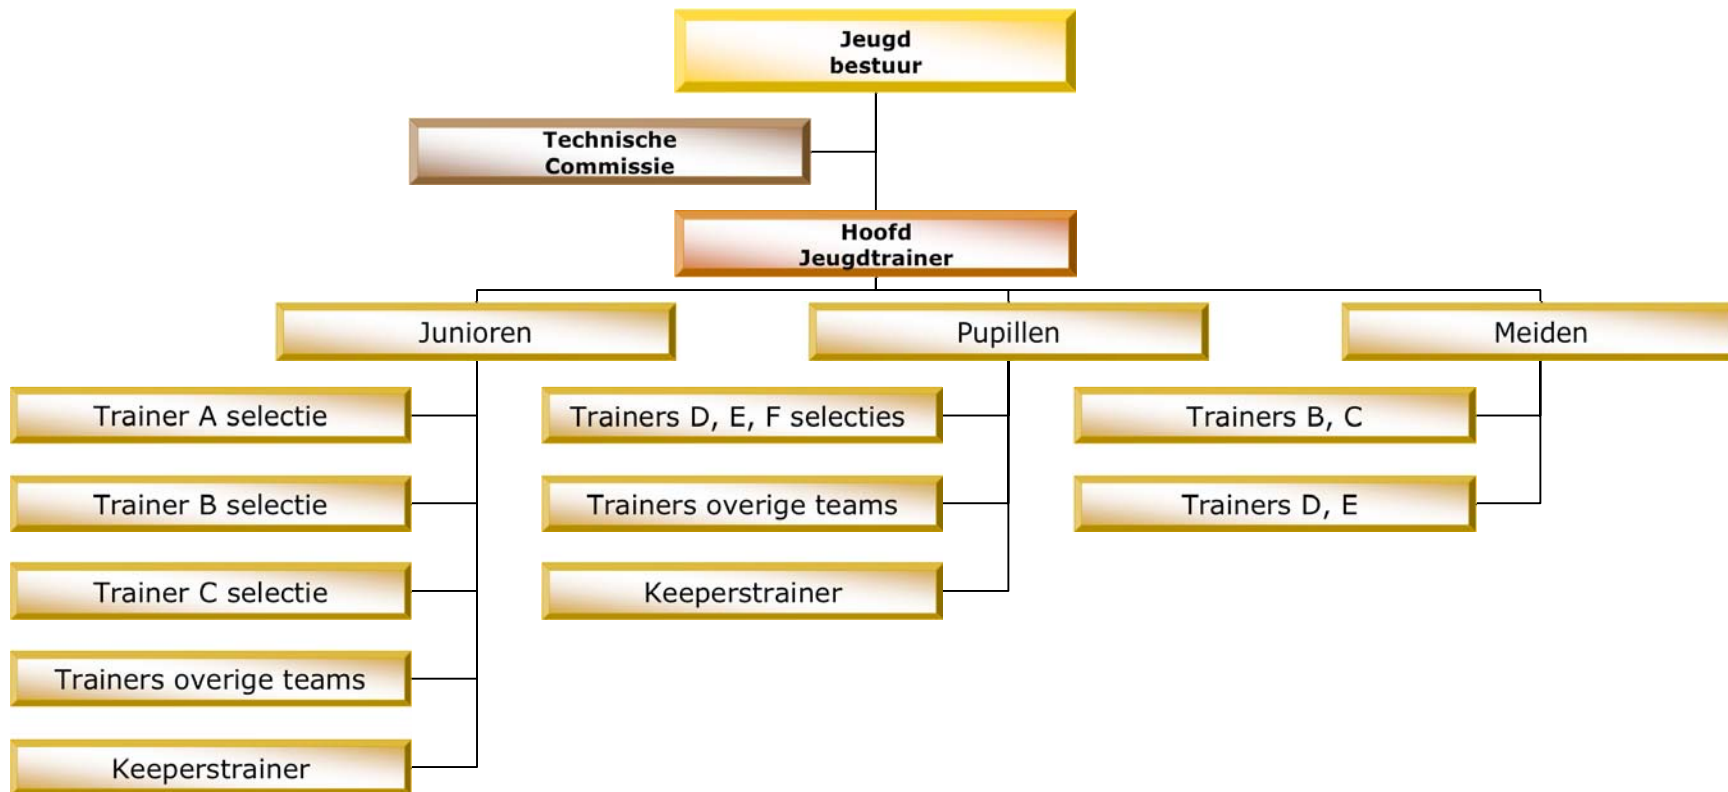 Jeugd
bestuur
Technische
Commissie
Hoofd
Jeugdtrainer
Junioren
Pupillen
Meiden
Trainer A selectie
Trainers D, E, F selecties
Trainers B, C
Trainer B selectie
Trainers overige teams
Trainers D, E
Trainer C selectie
Keeperstrainer
Trainers overige teams
Keeperstrainer